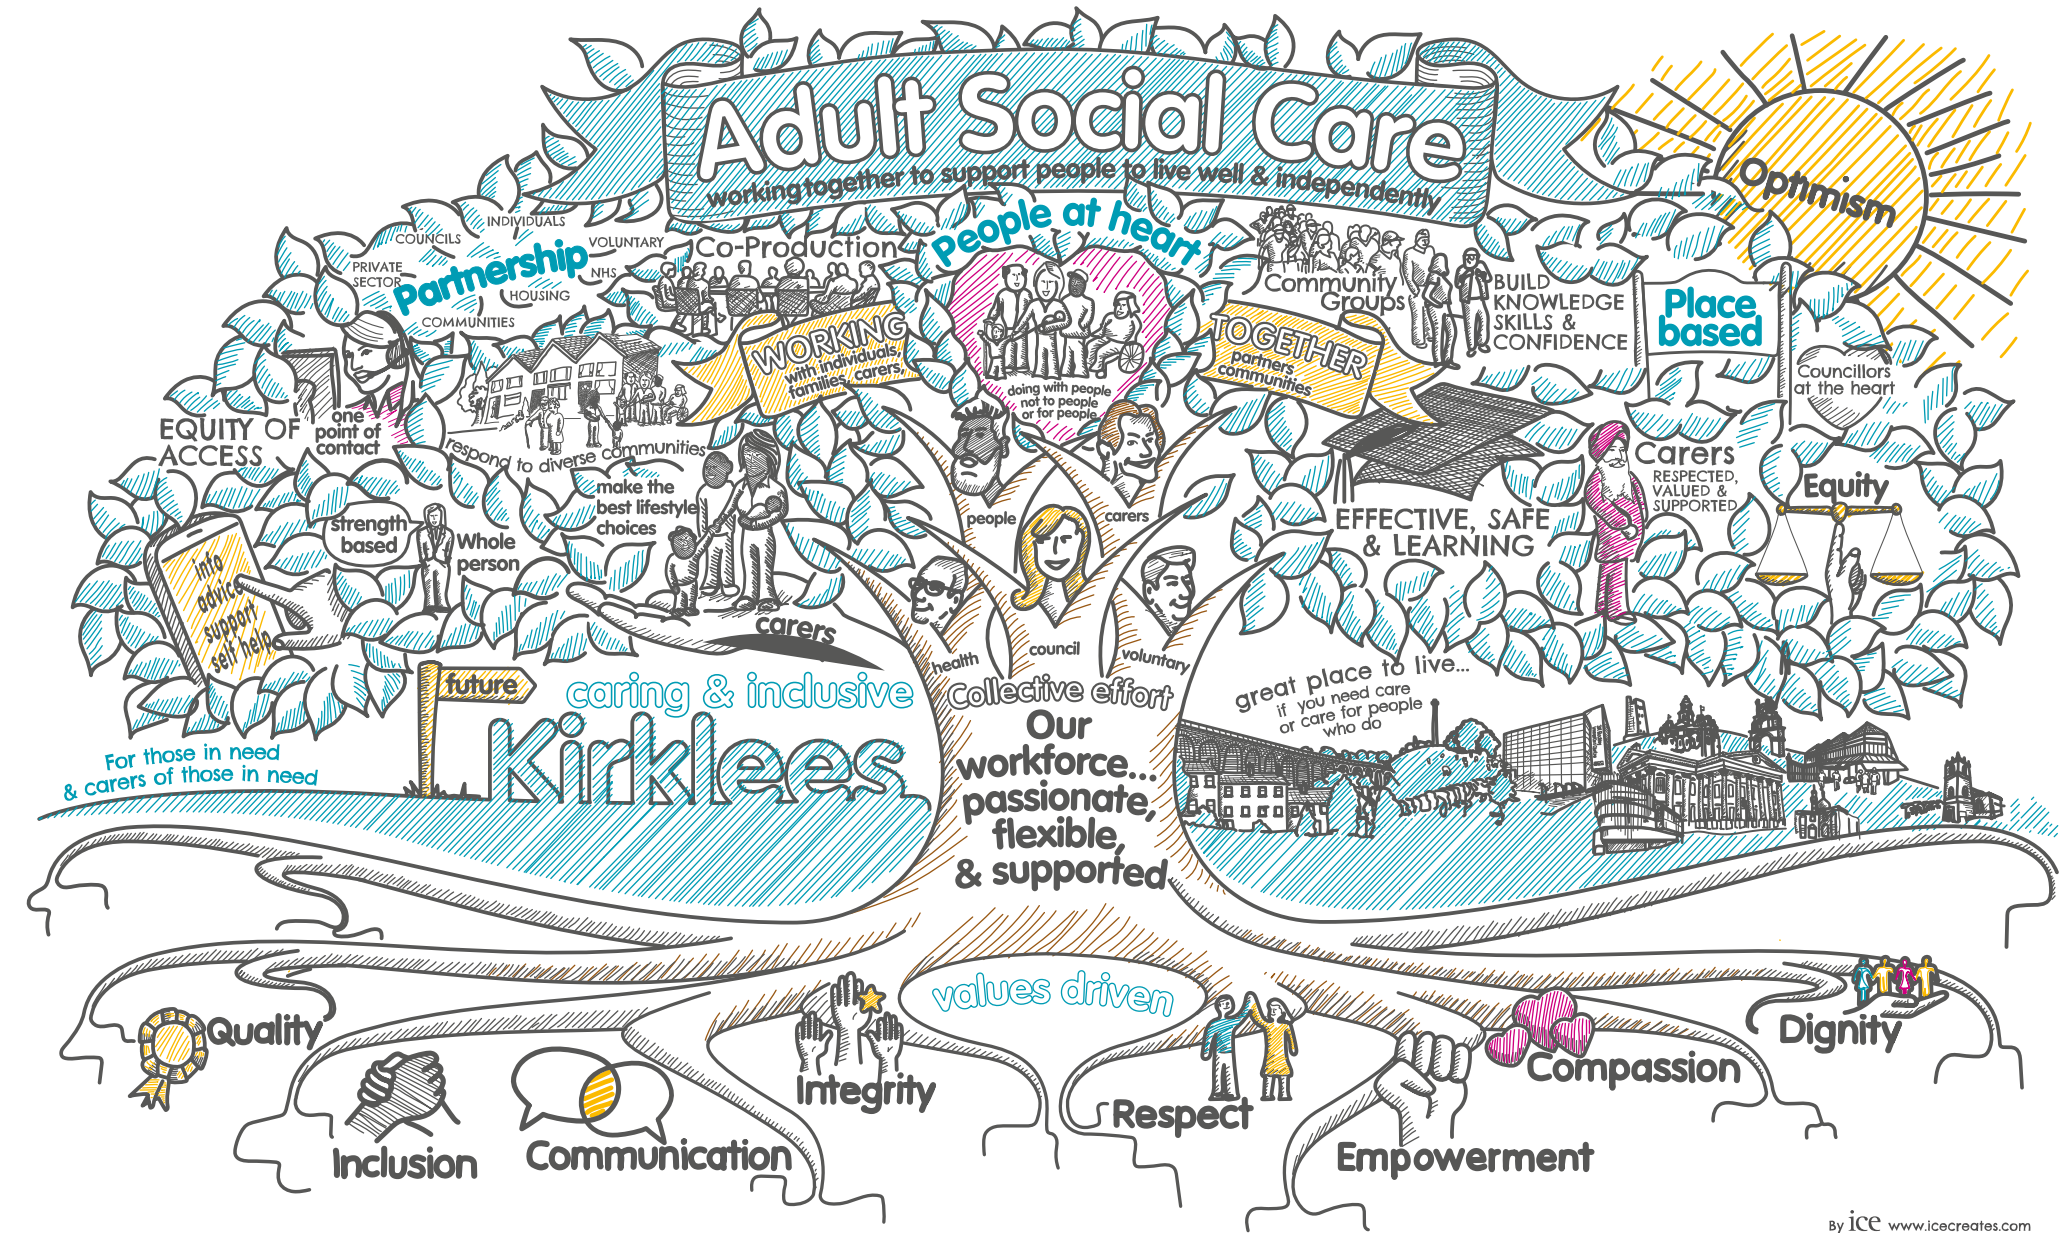 Adult Social Care
working together to support people to live well & independently
Optimism
INDIVIDUALS
COUNCILS
VOLUNTARY
PRIVATE
SECTOR
Partnership
NHS
HOUSING
COMMUNITIES
Co-Production
People at heart
Community
Groups
BUILD
KNOWLEDGE
SKILLS &
CONFIDENCE
Place
based
WORKING
with individuals,
families, carers,
TOGETHER
partners
communities
doing with people
not to people
or for people
Councillors
at the heart
EQUITY OF
ACCESS
one
point of
contact
respond to diverse communities
make the
best lifestyle
choices
strength
based
Whole
person
into
advice
support
self help
carers
people
carers
health
council
voluntary
EFFECTIVE, SAFE
& LEARNING
Carers
RESPECTED,
VALUED &
SUPPORTED
Equity
future
caring & inclusive
Kirklees
For those in need
& carers of those in need
Collective effort
Our
workforce...
passionate,
flexible,
& supported
great place to live...
if you need care
or care for people
who do
values driven
Quality
Inclusion
Communication
Integrity
Respect
Empowerment
Compassion
Dignity
By ice www.icecreates.com